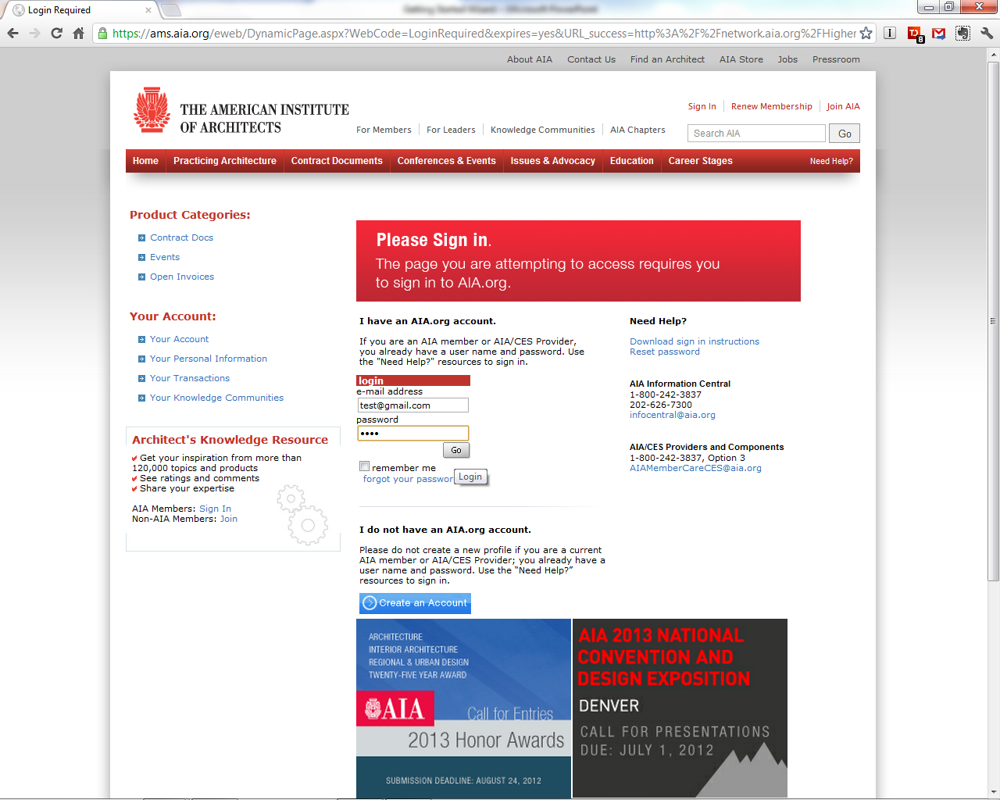 Login Required
Getting Started Wizard - Microsoft PowerPoint
https://ams.aia.org/eweb/DynamicPage.aspx?WebCode=LoginRequired&expires=yes&URL_success=http%3A%2F%2Fnetwork.aia.org%2FHigher
8
About AIA Contact Us Find an Architect AIA Store Jobs Pressroom
THE AMERICAN INSTITUTE
OF ARCHITECTS
Sign In Renew Membership Join AIA
For Members For Leaders Knowledge Communities AIA Chapters
Search AIA Go
Home Practicing Architecture Contract Documents Conferences & Events Issues & Advocacy Education Career Stages Need Help?
Product Categories:
Contract Docs
Events
Open Invoices
Your Account:
Your Account
Your Personal Information
Your Transactions
Your Knowledge Communities
Architect's Knowledge Resource
Get your inspiration from more than
120,000 topics and products
See ratings and comments
Share your expertise
AIA Members: Sign In
Non-AIA Members: Join
Please Sign in.
The page you are attempting to access requires you
to sign in to AIA.org.
I have an AIA.org account.
If you are an AIA member or AIA/CES Provider,
you already have a user name and password. Use
the "Need Help?" resources to sign in.
login
e-mail address
test@gmail.com
password
••••
Go
remember me
forgot your passwor
Login
I do not have an AIA.org account.
Please do not create a new profile if you are a current
AIA member or AIA/CES Provider; you already have a
user name and password. Use the “Need Help?”
resources to sign in.
Create an Account
Need Help?
Download sign in instructions
Reset password
AIA Information Central
1-800-242-3837
202-626-7300
infocentral@aia.org
AIA/CES Providers and Components
1-800-242-3837, Option 3
AIAMemberCareCES@aia.org
ARCHITECTURE
INTERIOR ARCHITECTURE
REGIONAL & URBAN DESIGN
TWENTY-FIVE YEAR AWARD
AIA
Call for Entries
2013 Honor Awards
SUBMISSION DEADLINE: AUGUST 24, 2012
AIA 2013 NATIONAL
CONVENTION AND
DESIGN EXPOSITION
DENVER
CALL FOR PRESENTATIONS
DUE: JULY 1, 2012